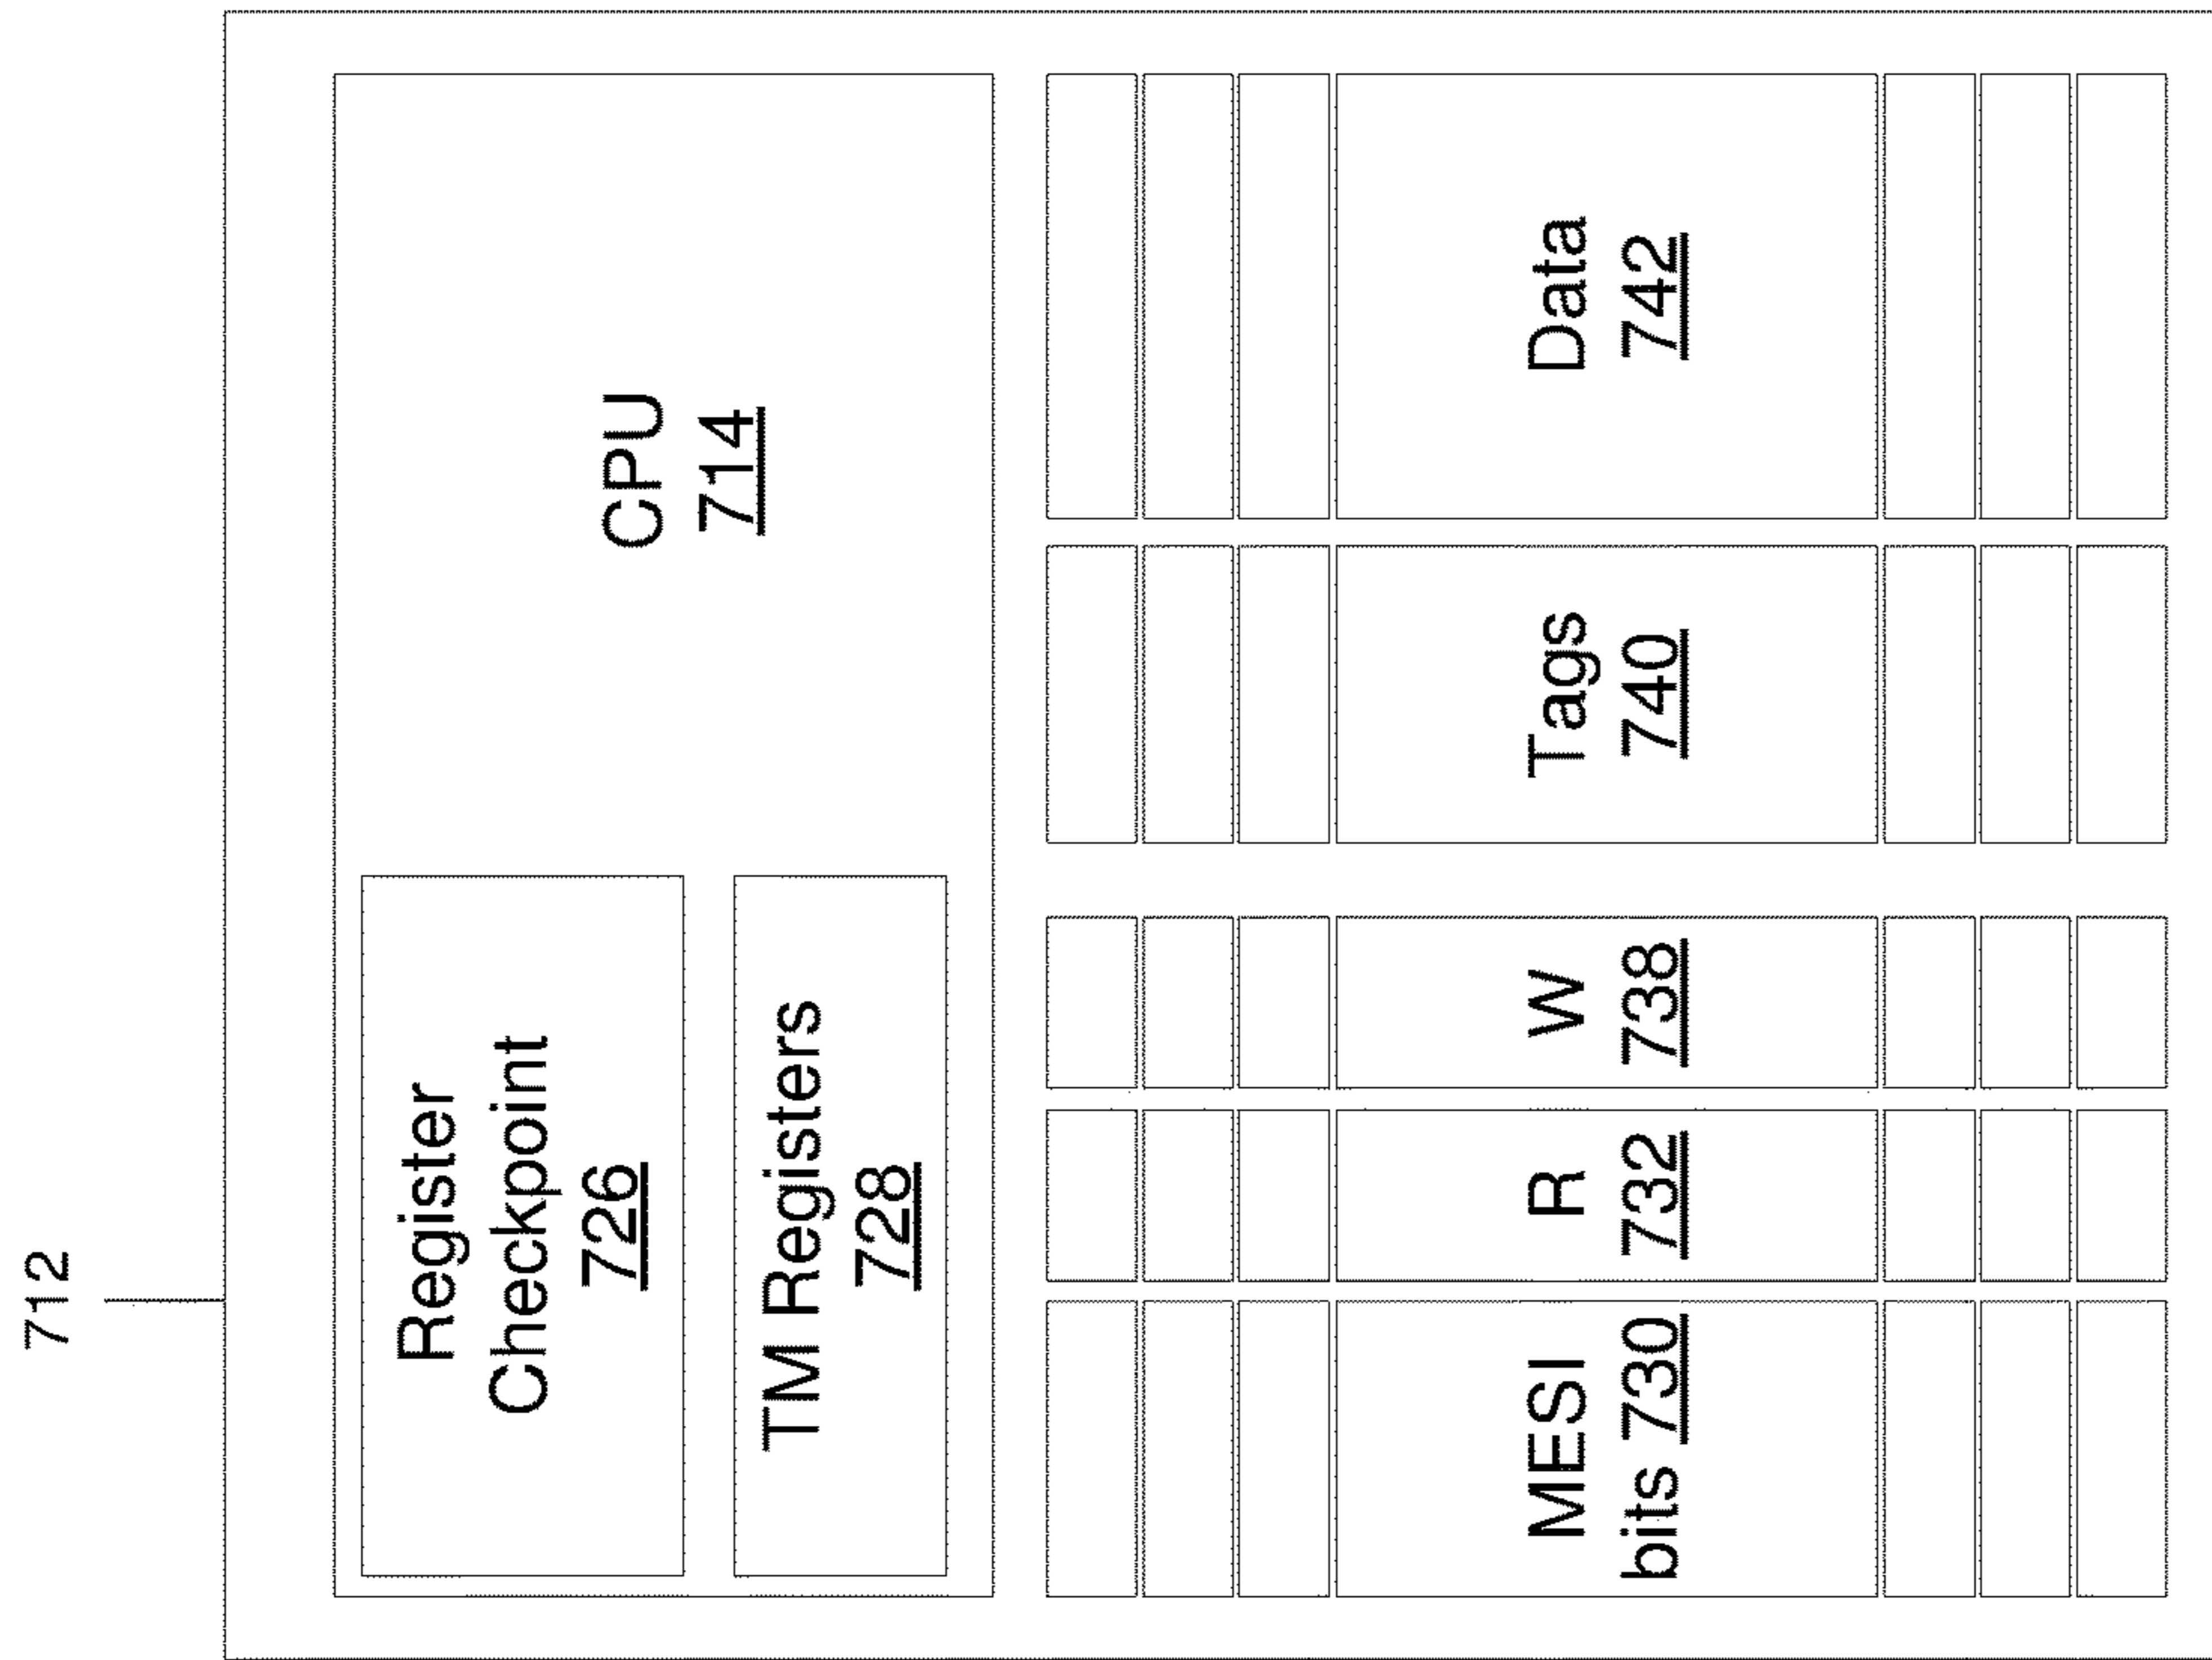 712
Register
Checkpoint
726
TM Registers
728
CPU
714
MESI
bits 730
R
732
W
738
Tags
740
Data
742